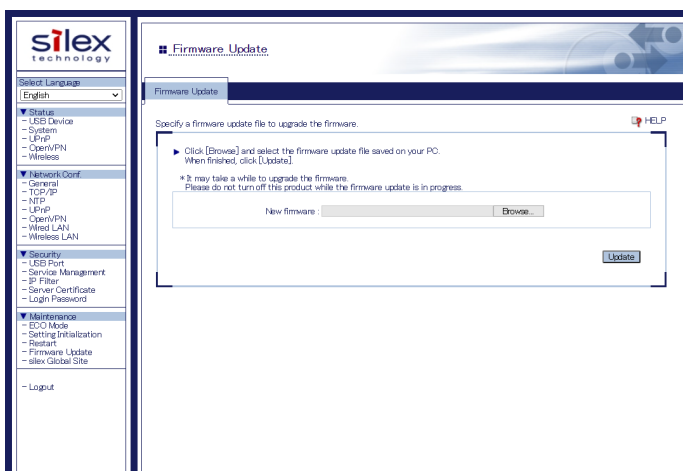 silex
technology
Select Language
English
▼ Status
- USB Device
- System
- UPnP
- OpenVPN
- Wireless
▼ Network Conf.
- General
- TCP/IP
- NTP
- UPnP
- OpenVPN
- Wired LAN
- Wireless LAN
▼ Security
- USB Port
- Service Management
- IP Filter
- Server Certificate
- Login Password
▼ Maintenance
- ECO Mode
- Setting Initialization
- Restart
- Firmware Update
- silex Global Site
- Logout
Firmware Update
Firmware Update
Specify a firmware update file to upgrade the firmware.
HELP
Click [Browse] and select the firmware update file saved on your PC.
When finished, click [Update].
* It may take a while to upgrade the firmware.
Please do not turn off this product while the firmware update is in progress.
New firmware :
Browse...
Update